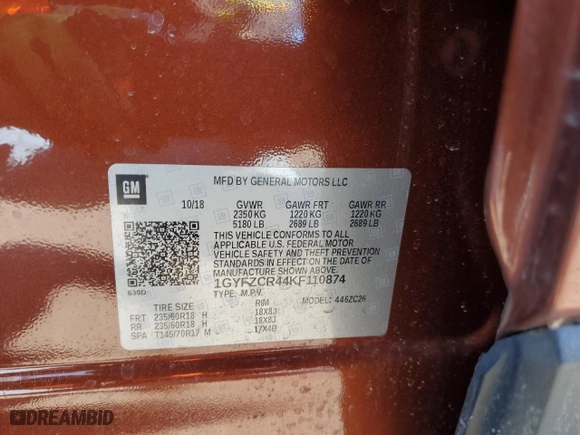 GM
MFD BY GENERAL MOTORS LLC
10/18 GVWR GAWR FRT GAWR RR
2350 KG 1220 KG 1220 KG
5180 LB 2689 LB 2689 LB
THIS VEHICLE CONFORMS TO ALL
APPLICABLE U.S. FEDERAL MOTOR
VEHICLE SAFETY AND THEFT PREVENTION
STANDARDS IN EFFECT ON THE DATE OF
MANUFACTURE SHOWN ABOVE.
1GYFZCR44KF110874
630D
TYPE: M.P.V. MODEL: 446ZC26
TIRE SIZE RIM
FRT 235/60R18 H 18X8J
RR 235/60R18 H 18X8J
SPA T145/70R17 M 17X4B
DREAMBID